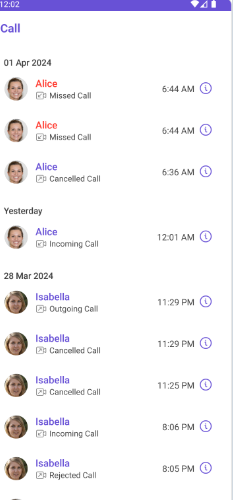 12:02
Call
01 Apr 2024
Alice
Missed Call
6:44 AM
Alice
Missed Call
6:44 AM
Alice
Cancelled Call
6:36 AM
Yesterday
Alice
Incoming Call
12:01 AM
28 Mar 2024
Isabella
Outgoing Call
11:29 PM
Isabella
Cancelled Call
11:29 PM
Isabella
Cancelled Call
11:25 PM
Isabella
Incoming Call
8:06 PM
Isabella
Rejected Call
8:05 PM